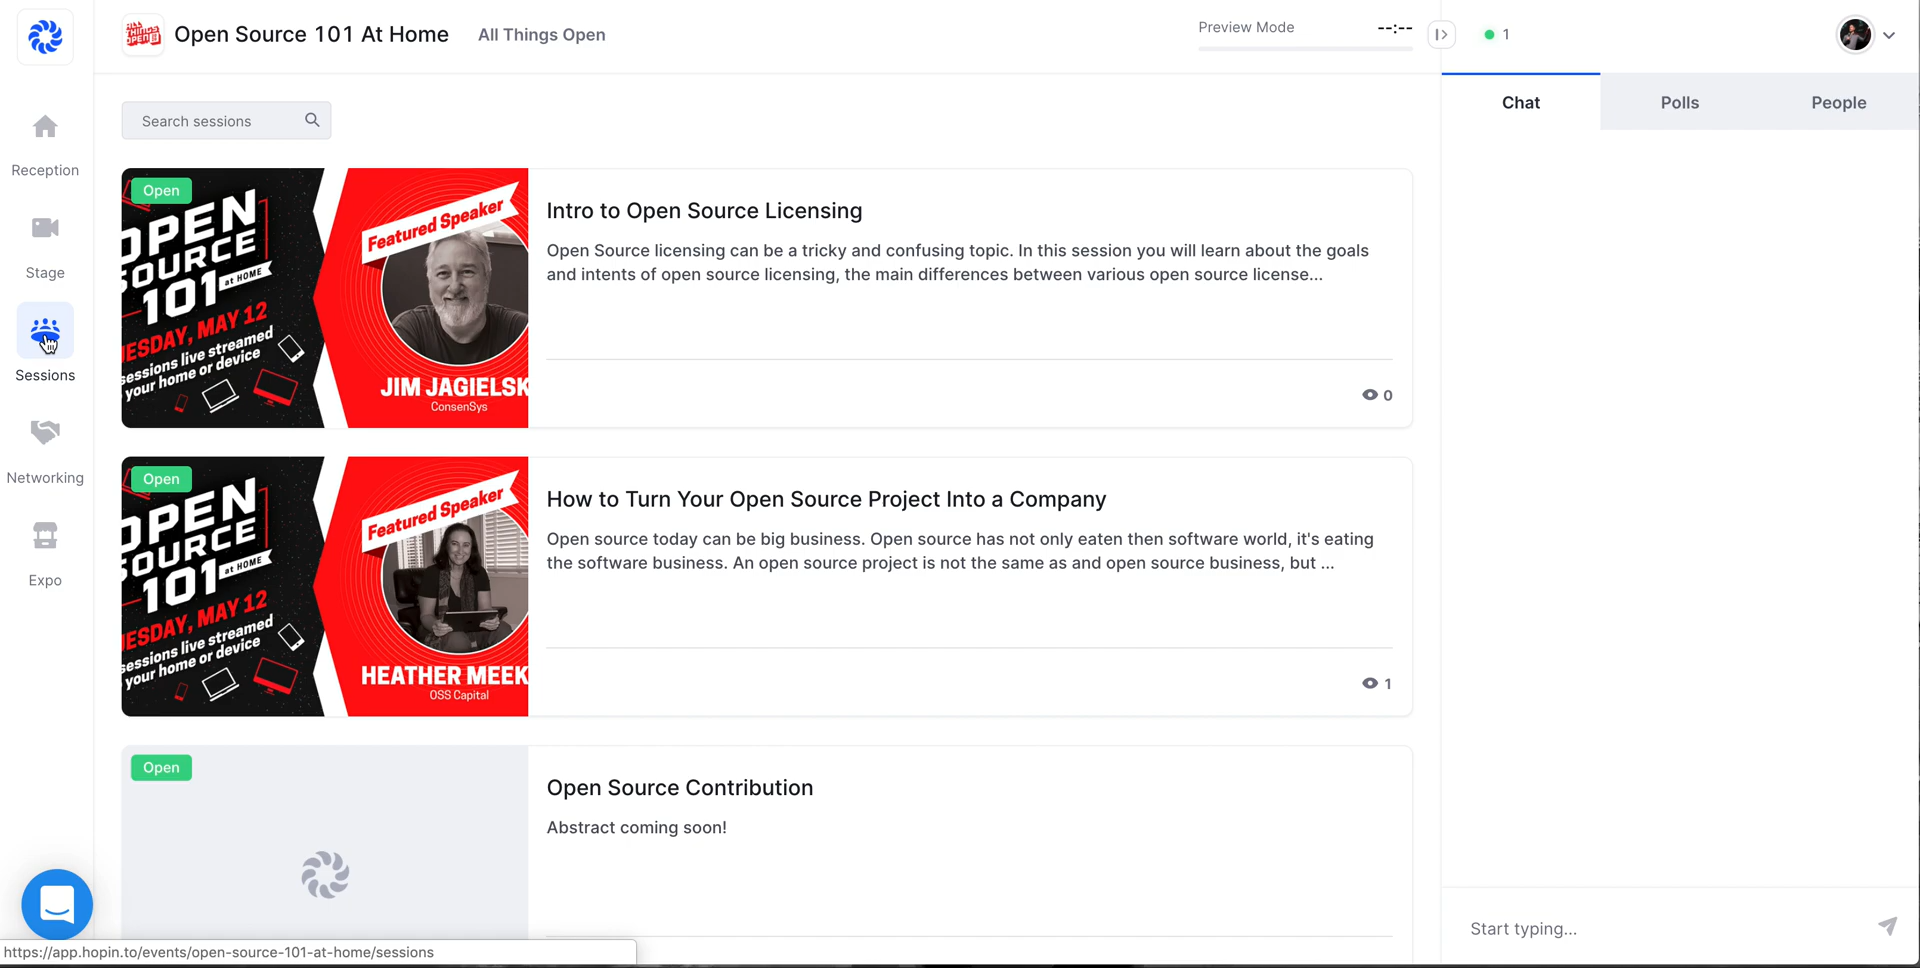 ALL THINGS OPEN
Open Source 101 At Home
All Things Open
Preview Mode
--:--
1
Chat
Polls
People
Search sessions
Reception
Stage
Sessions
Networking
Expo
Open
OPEN
SOURCE
101
at HOME
UESDAY, MAY 12
sessions live streamed
your home or device
Featured Speaker
JIM JAGIELSK
ConsenSys
Intro to Open Source Licensing
Open Source licensing can be a tricky and confusing topic. In this session you will learn about the goals
and intents of open source licensing, the main differences between various open source license...
0
Open
OPEN
SOURCE
101
at HOME
UESDAY, MAY 12
sessions live streamed
your home or device
Featured Speaker
HEATHER MEEK
OSS Capital
How to Turn Your Open Source Project Into a Company
Open source today can be big business. Open source has not only eaten then software world, it's eating
the software business. An open source project is not the same as and open source business, but ...
1
Open
Open Source Contribution
Abstract coming soon!
Start typing...
https://app.hopin.to/events/open-source-101-at-home/sessions